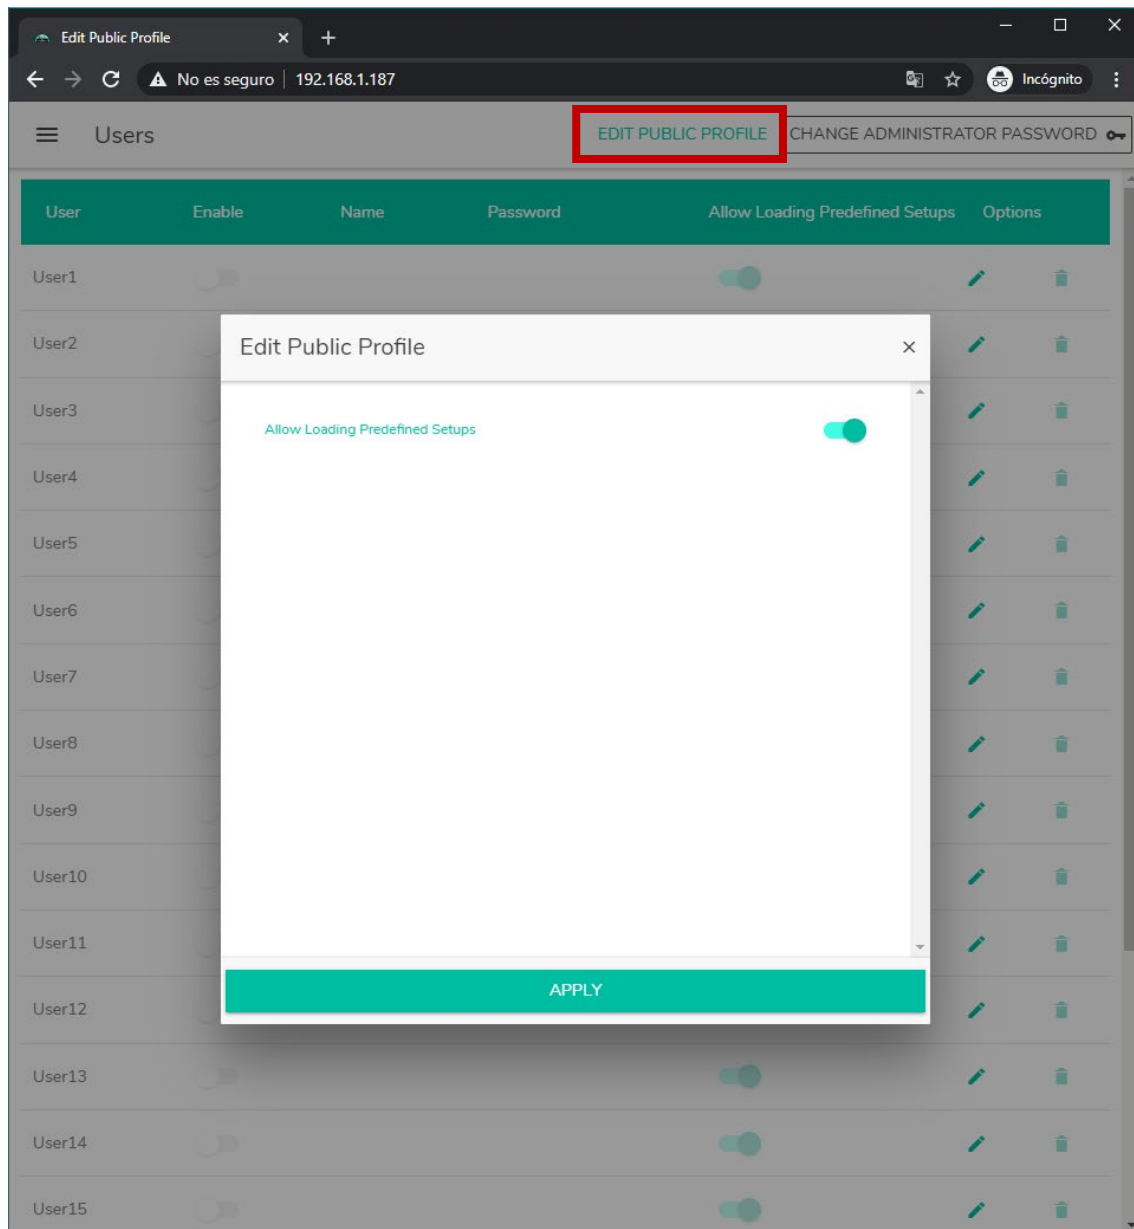 Edit Public Profile
No es seguro | 192.168.1.187
Incógnito
Users
EDIT PUBLIC PROFILE
CHANGE ADMINISTRATOR PASSWORD
User Enable Name Password Allow Loading Predefined Setups Options
User1
User2
Edit Public Profile
User3
Allow Loading Predefined Setups
User4
User5
User6
User7
User8
User9
User10
User11
APPLY
User12
User13
User14
User15